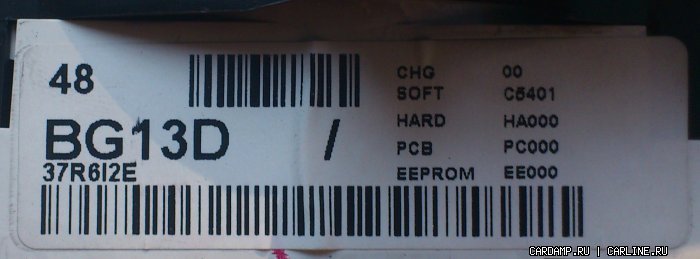 48
CHG 00
SOFT C5401
BG13D /
HARD HA000
PCB PC000
37R6I2E
EEPROM EE000
CARDAMP.RU | CARLINE.RU